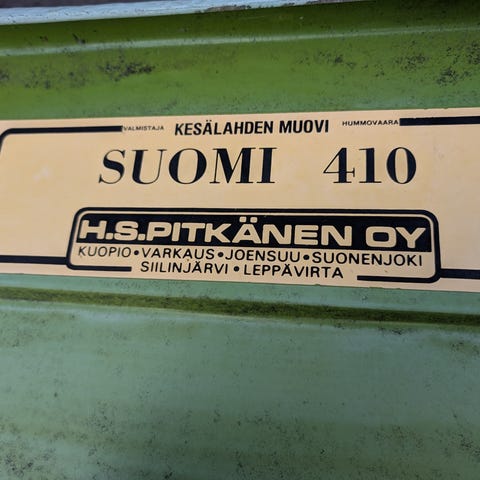 VALMISTAJA KESÄLAHDEN MUOVI HUMMOVAARA
SUOMI 410
H.S.PITKÄNEN OY
KUOPIO•VARKAUS•JOENSUU•SUONENJOKI
SIILINJÄRVI•LEPPÄVIRTA